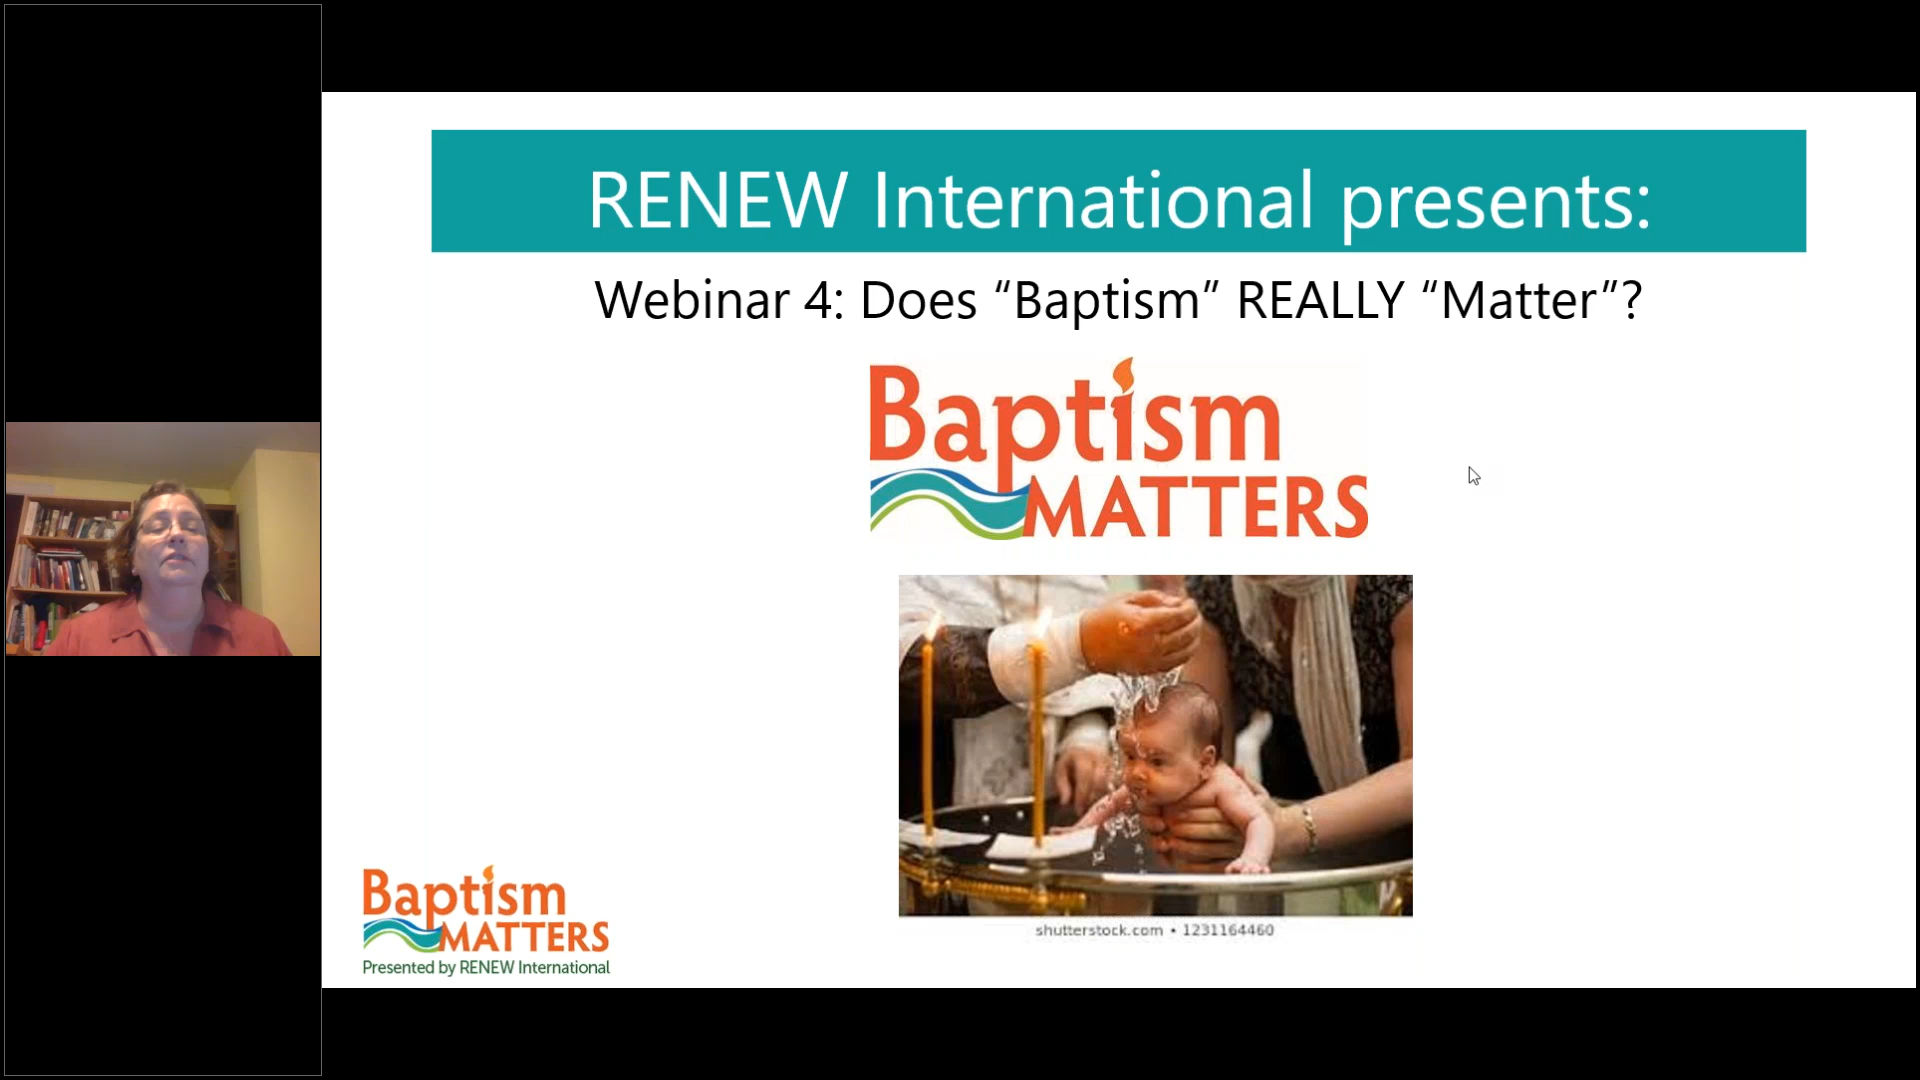 RENEW International presents:
Webinar 4: Does “Baptism” REALLY “Matter”?
Baptism
MATTERS
shutterstock.com • 1231164460
Baptism
MATTERS
Presented by RENEW International